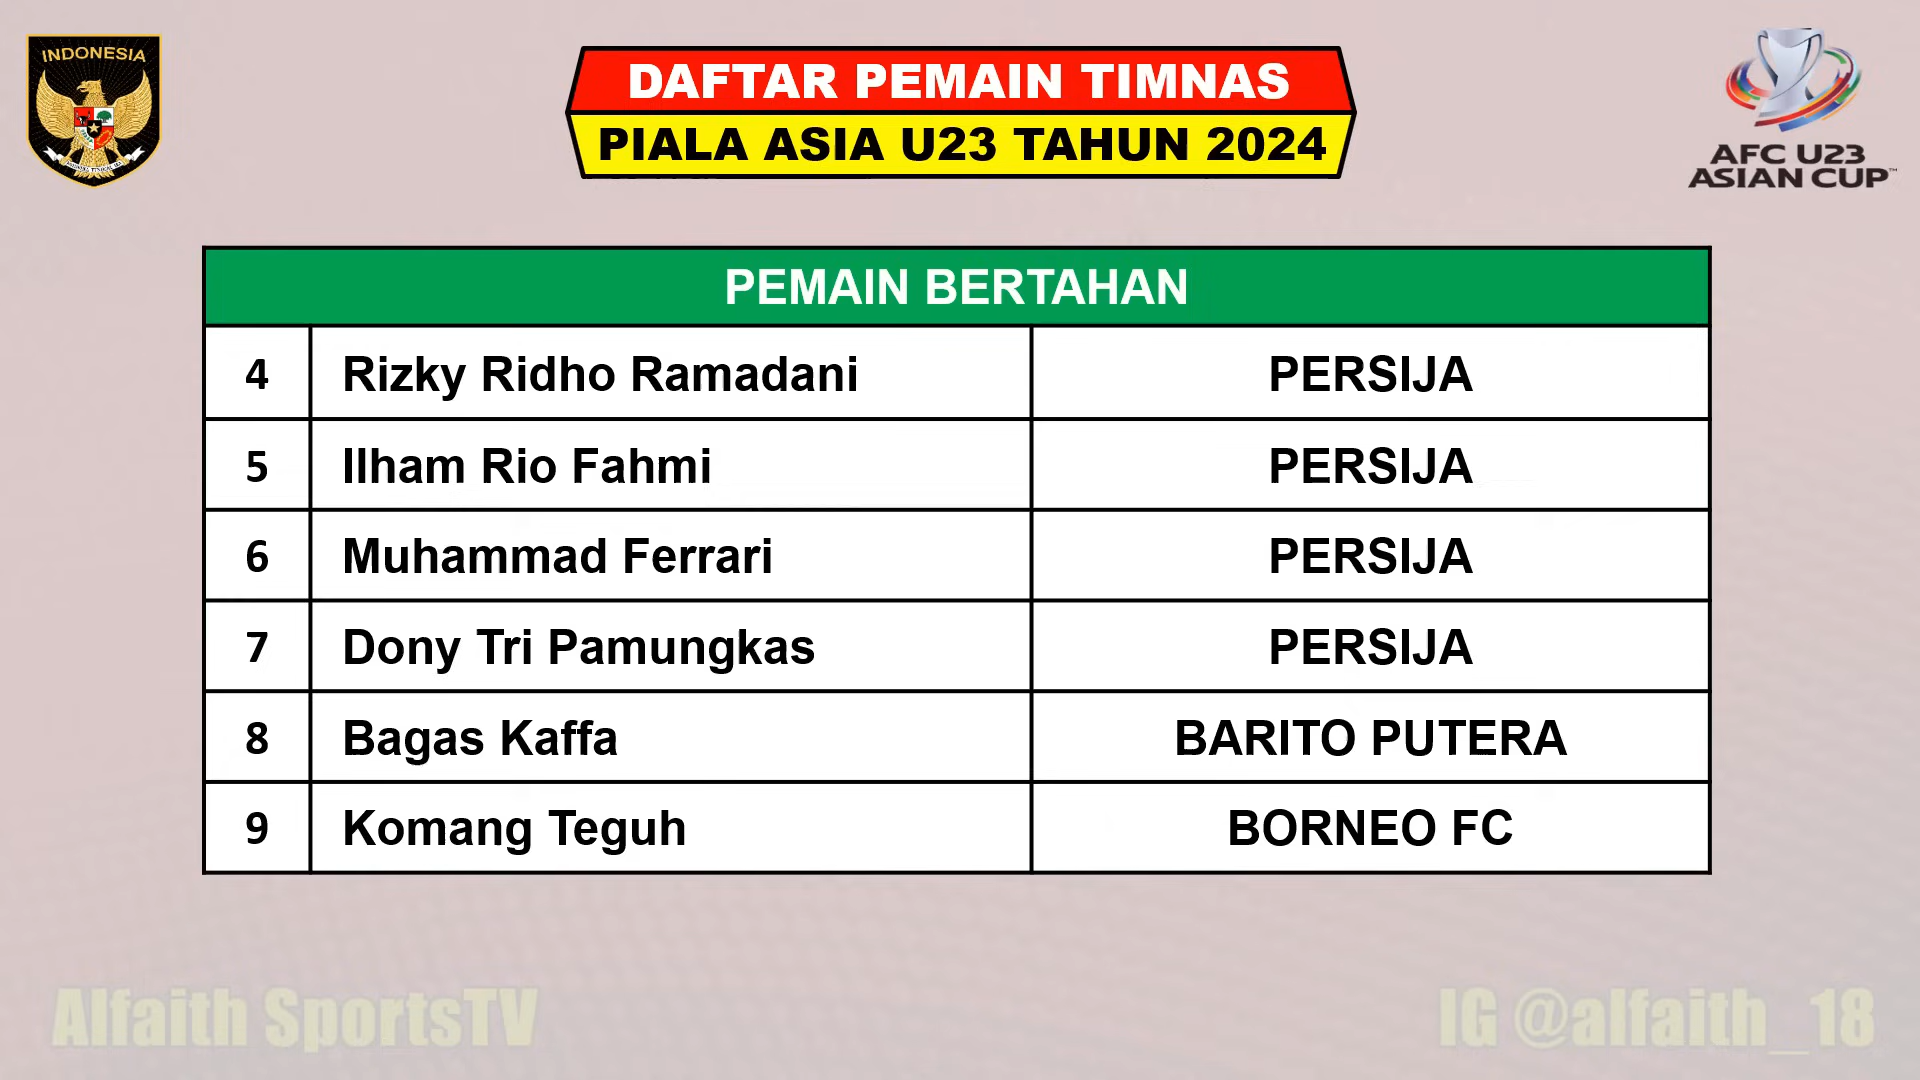 INDONESIA
DAFTAR PEMAIN TIMNAS
PIALA ASIA U23 TAHUN 2024
AFC U23
ASIAN CUP™
PEMAIN BERTAHAN
4 Rizky Ridho Ramadani PERSIJA
5 Ilham Rio Fahmi PERSIJA
6 Muhammad Ferrari PERSIJA
7 Dony Tri Pamungkas PERSIJA
8 Bagas Kaffa BARITO PUTERA
9 Komang Teguh BORNEO FC
Alfaith SportsTV
IG @alfaith_18